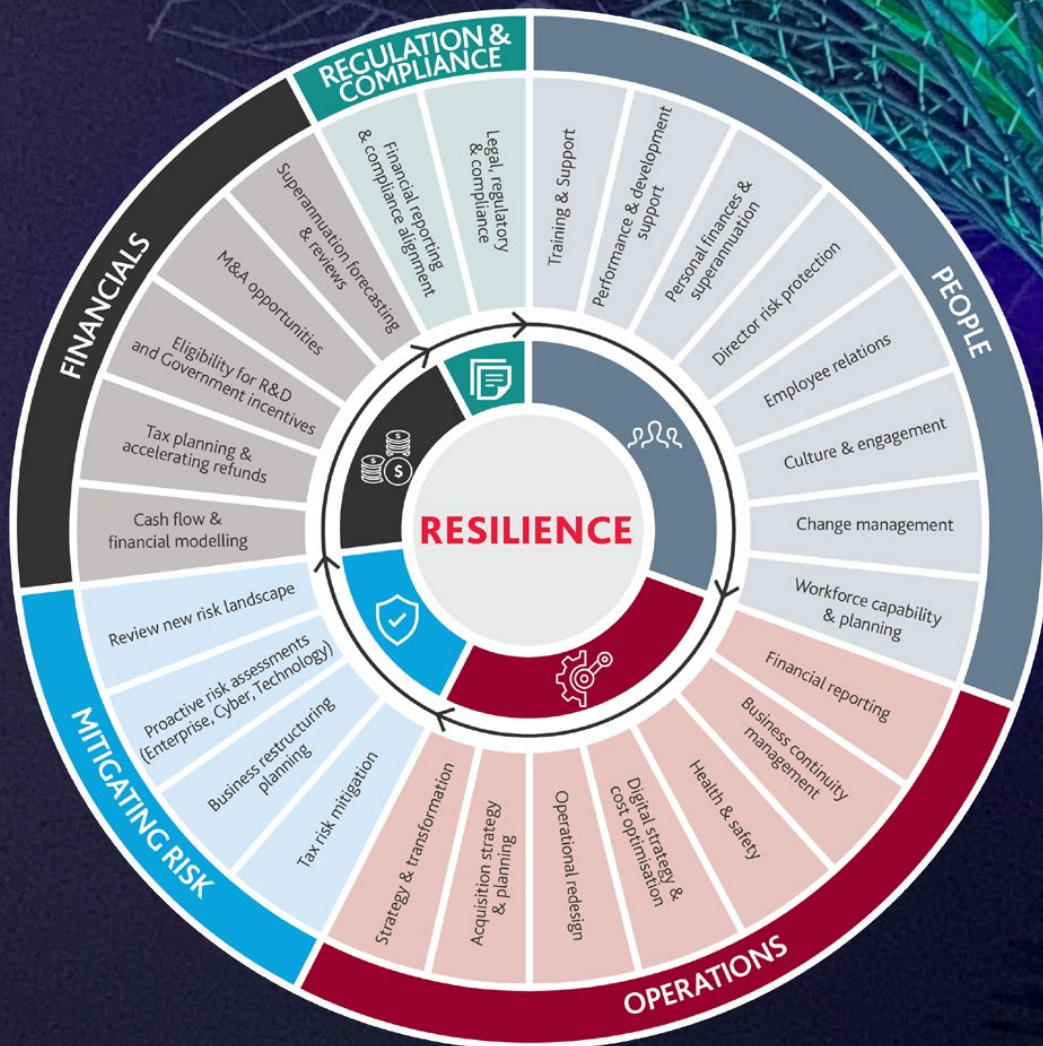 RESILIENCE
REGULATION &
COMPLIANCE
Financial reporting
& compliance alignment
Legal, regulatory
& compliance
PEOPLE
Training & Support
Performance & development
support
Personal finances &
superannuation
Director risk protection
Employee relations
Culture & engagement
Change management
Workforce capability
& planning
OPERATIONS
Financial reporting
Business continuity
management
Health & safety
Digital strategy &
cost optimisation
Operational redesign
Acquisition strategy
& planning
Strategy & transformation
MITIGATING RISK
Tax risk mitigation
Business restructuring
planning
Proactive risk assessments
(Enterprise, Cyber, Technology)
Review new risk landscape
FINANCIALS
Cash flow &
financial modelling
Tax planning &
accelerating refunds
Eligibility for R&D
and Government incentives
M&A opportunities
Superannuation forecasting
& reviews
$
$
$